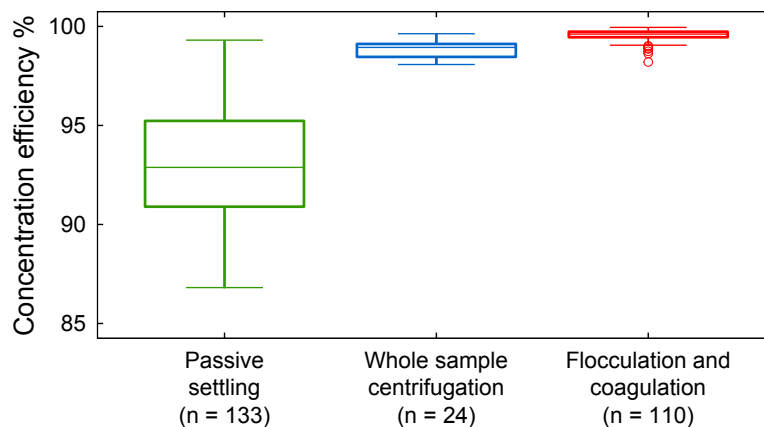 Concentration efficiency %
100
95
90
85
Passive
settling
(n = 133)
Whole sample
centrifugation
(n = 24)
Flocculation and
coagulation
(n = 110)